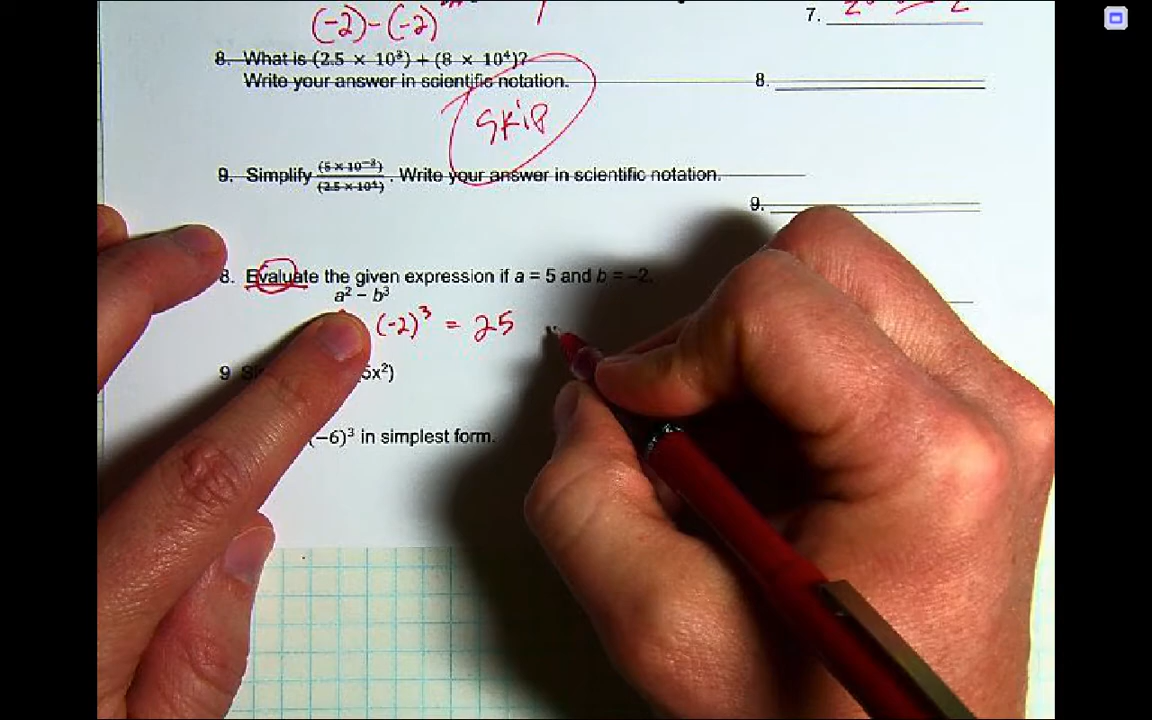 7.
(-2)-(-2)
8. What is (2.5 × 10³) + (8 × 10⁴)?
Write your answer in scientific notation.
8.
skip
9. Simplify (5 × 10⁻³)/(2.5 × 10⁴). Write your answer in scientific notation.
9.
8. Evaluate the given expression if a = 5 and b = -2.
a² - b³
(-2)³ = 25
9 5x²)
(-6)³ in simplest form.